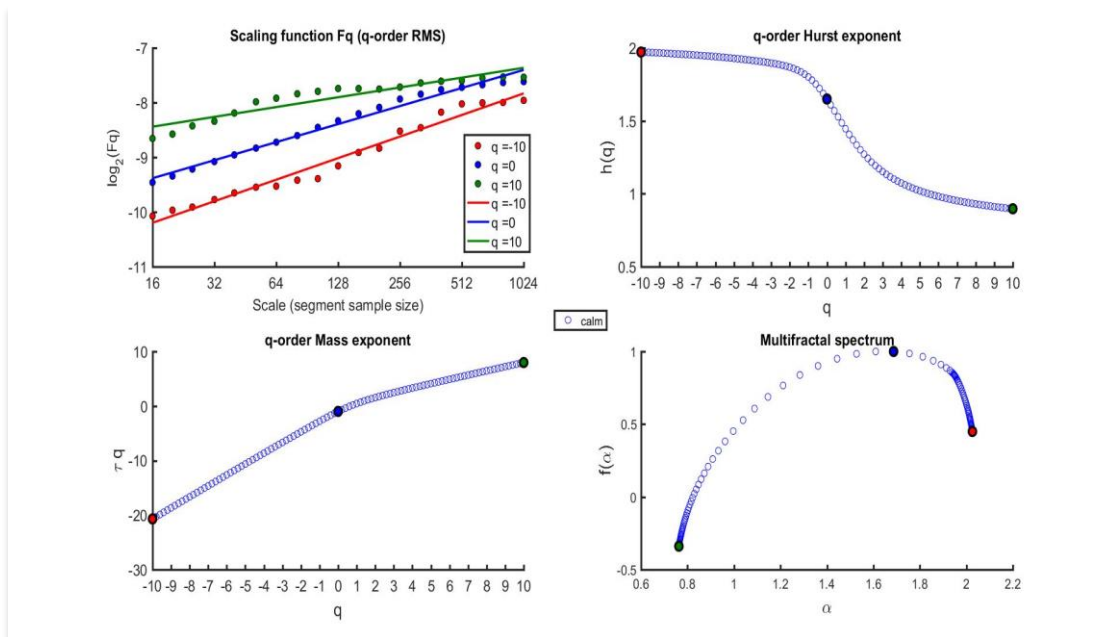 Scaling function Fq (q-order RMS)
-7
-8
-9
-10
-11
log₂(Fq)
16 32 64 128 256 512 1024
Scale (segment sample size)
q =-10
q =0
q =10
q =-10
q =0
q =10
q-order Hurst exponent
2
1.5
1
0.5
h(q)
-10 -9 -8 -7 -6 -5 -4 -3 -2 -1 0 1 2 3 4 5 6 7 8 9 10
q
calm
q-order Mass exponent
10
0
-10
-20
-30
τ q
-10 -9 -8 -7 -6 -5 -4 -3 -2 -1 0 1 2 3 4 5 6 7 8 9 10
q
Multifractal spectrum
1
0.5
0
-0.5
f(α)
0.6 0.8 1 1.2 1.4 1.6 1.8 2 2.2
α